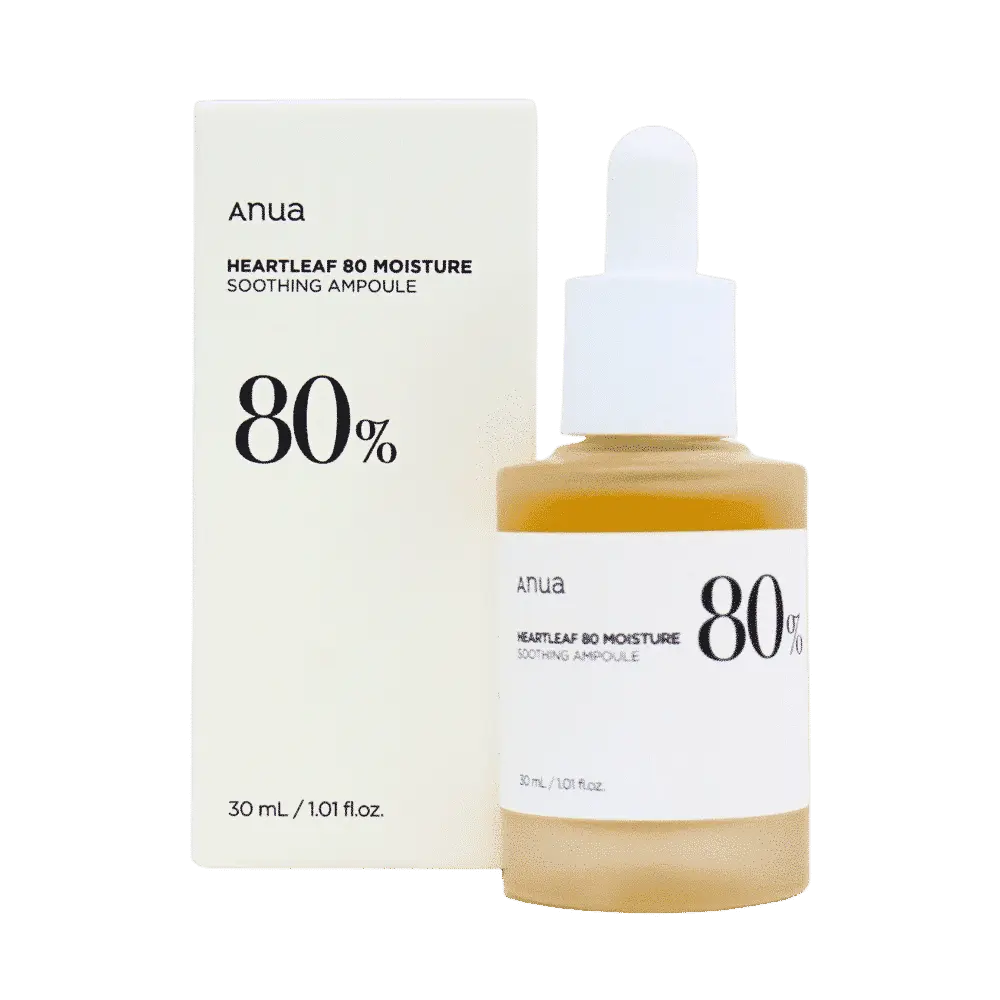 Anua
HEARTLEAF 80 MOISTURE
SOOTHING AMPOULE
80%
30 mL / 1.01 fl.oz.
Anua
80%
HEARTLEAF 80 MOISTURE
SOOTHING AMPOULE
30 mL / 1.01 fl.oz.